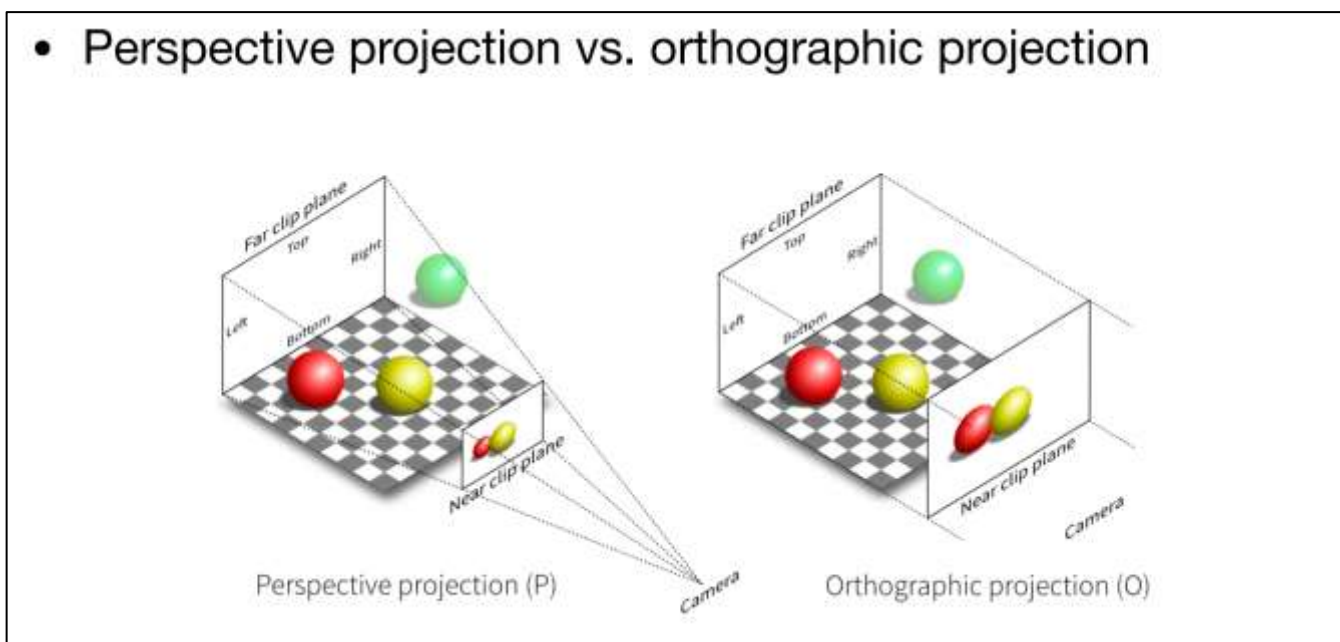 • Perspective projection vs. orthographic projection
Far clip plane
Top
Right
Left
Bottom
Near clip plane
Camera
Perspective projection (P)
Far clip plane
Top
Right
Left
Bottom
Near clip plane
Camera
Orthographic projection (O)